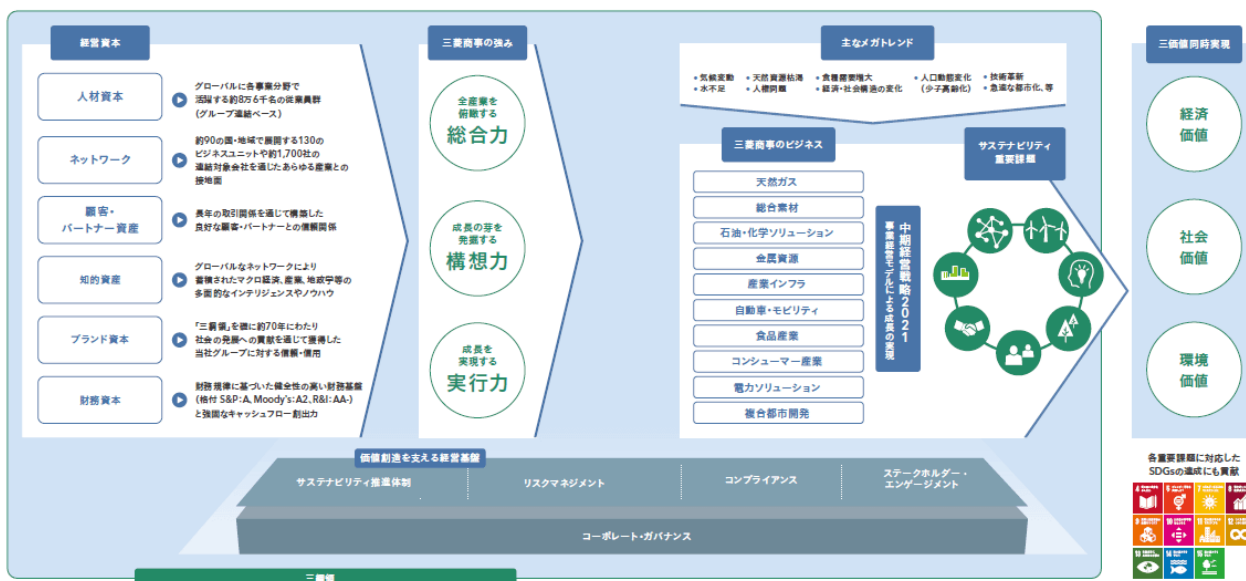 経営資本
人材資本
グローバルに各事業分野で
活躍する約8万6千名の従業員群
(グループ連結ベース)
ネットワーク
約90の国・地域で展開する130の
ビジネスユニットや約1,700社の
連結対象会社を通じたあらゆる産業との
接地面
顧客・
パートナー資産
長年の取引関係を通じて構築した
良好な顧客・パートナーとの信頼関係
知的資産
グローバルなネットワークにより
蓄積されたマクロ経済、産業、地政学等の
多面的なインテリジェンスやノウハウ
ブランド資本
「三綱領」を礎に約70年にわたり
社会の発展への貢献を通じて獲得した
当社グループに対する信頼・信用
財務資本
財務規律に基づいた健全性の高い財務基盤
(格付 S&P:A、Moody's:A2、R&I:AA-)
と強固なキャッシュフロー創出力
三菱商事の強み
全産業を
俯瞰する
総合力
成長の芽を
発掘する
構想力
成長を
実現する
実行力
主なメガトレンド
• 気候変動
• 天然資源枯渇
• 食糧需要増大
• 人口動態変化
• 技術革新
• 水不足
• 人権問題
• 経済・社会構造の変化
(少子高齢化)
• 急速な都市化、等
三菱商事のビジネス
天然ガス
総合素材
石油・化学ソリューション
金属資源
産業インフラ
自動車・モビリティ
食品産業
コンシューマー産業
電力ソリューション
複合都市開発
中期経営戦略2021
事業経営モデルによる成長の実現
サステナビリティ
重要課題
三価値同時実現
経済
価値
社会
価値
環境
価値
価値創造を支える経営基盤
サステナビリティ推進体制
リスクマネジメント
コンプライアンス
ステークホルダー・
エンゲージメント
コーポレート・ガバナンス
三綱領
各重要課題に対応した
SDGsの達成にも貢献